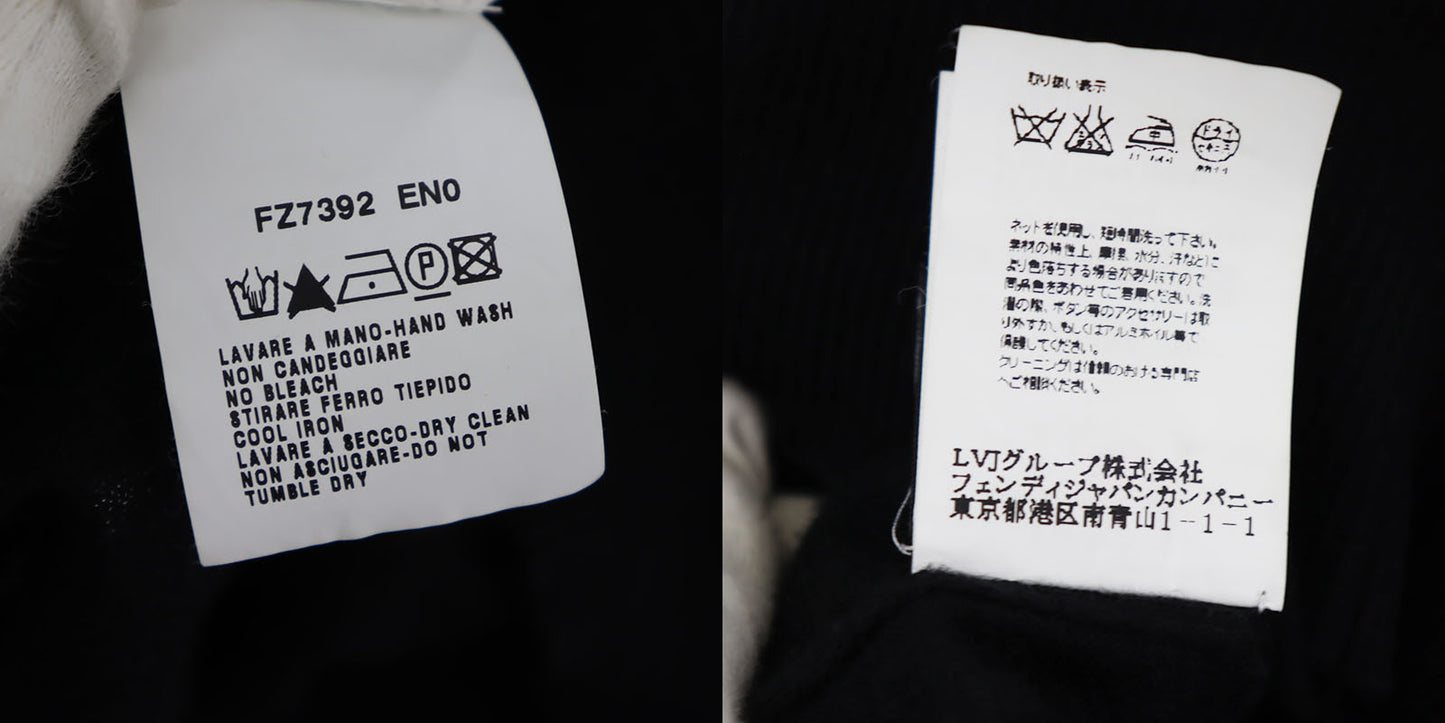 FZ7392 EN0
P
LAVARE A MANO-HAND WASH
NON CANDEGGIARE
NO BLEACH
STIRARE FERRO TIEPIDO
COOL IRON
LAVARE A SECCO-DRY CLEAN
NON ASCIUGARE-DO NOT
TUMBLE DRY
取り扱い表示
中
ドライ
ネットを使用し、短時間洗って下さい。
素材の特性上、摩擦、水分、汗などに
より色落ちする場合がありますので
同系色をあわせてご着用ください。洗
濯の際、ボタン等のアクセサリーは取
り外すか、もしくはアルミホイル等で
保護してください。
クリーニングは信頼のおける専門店
へご相談ください。
LVJグループ株式会社
フェンディジャパンカンパニー
東京都港区南青山1-1-1